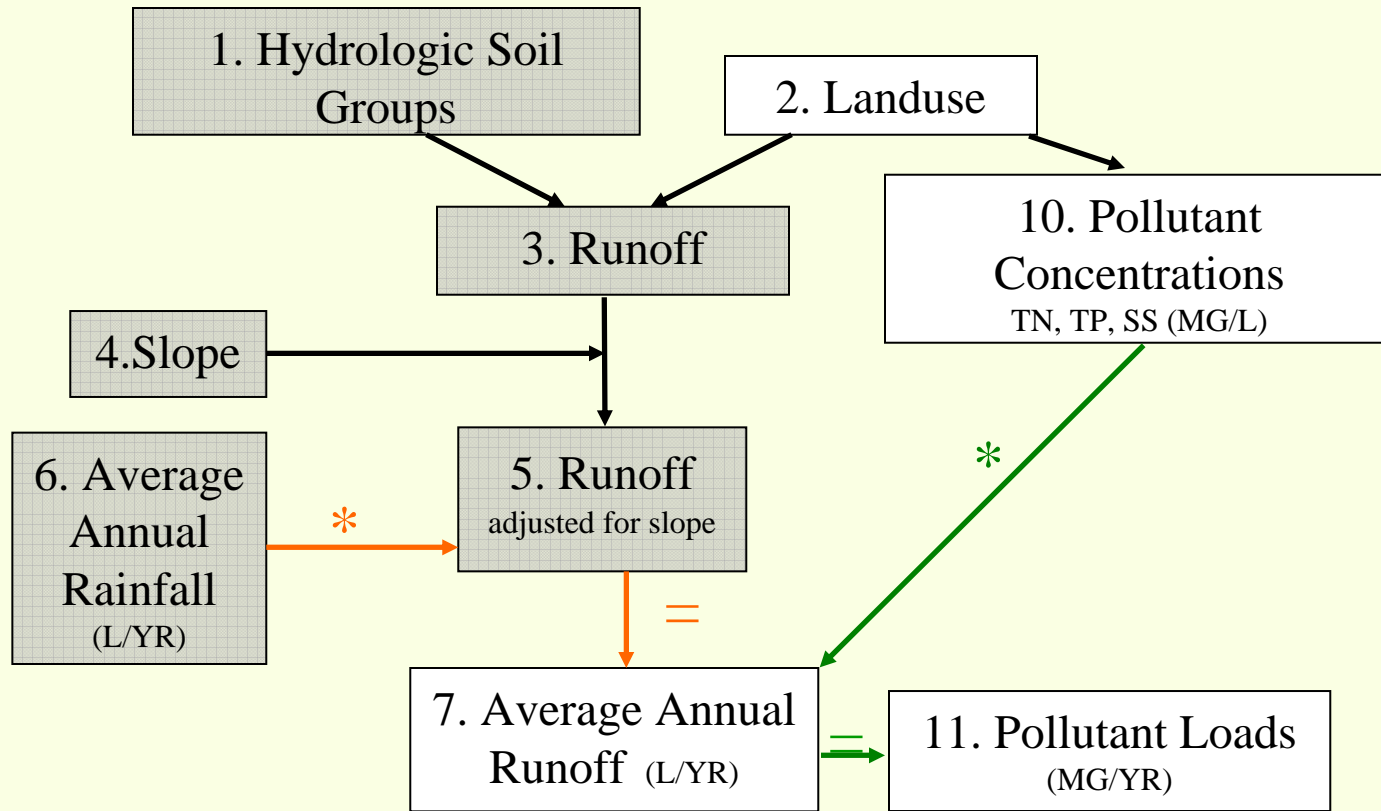 1. Hydrologic Soil
Groups
2. Landuse
3. Runoff
10. Pollutant
Concentrations
TN, TP, SS (MG/L)
4.Slope
6. Average
Annual
Rainfall
(L/YR)
*
5. Runoff
adjusted for slope
*
=
7. Average Annual
Runoff (L/YR)
=
11. Pollutant Loads
(MG/YR)